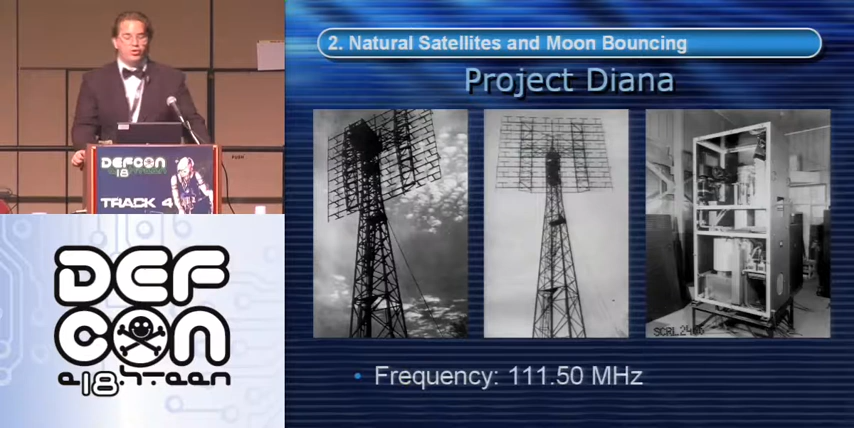 DEFCON
18
TRACK 4
DEF
CON
e18hteen
2. Natural Satellites and Moon Bouncing
Project Diana
• Frequency: 111.50 MHz